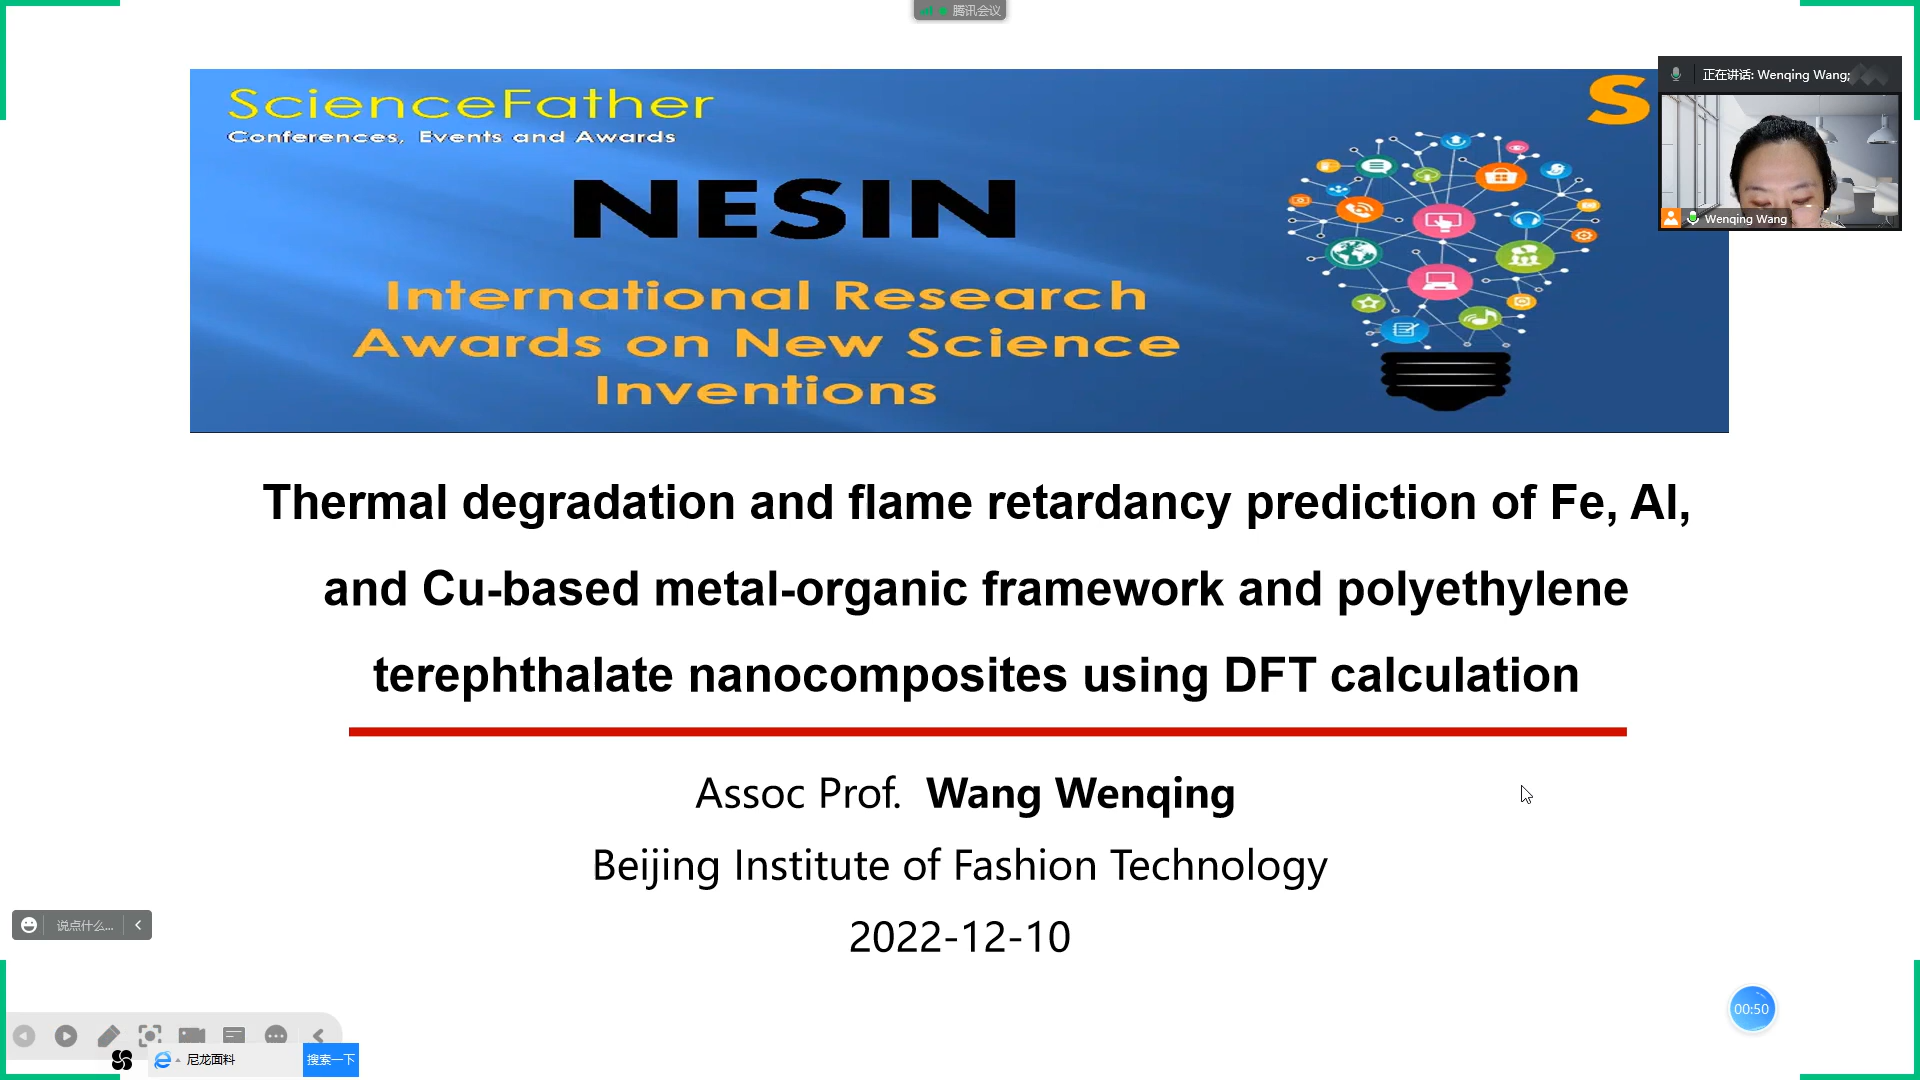 腾讯会议
ScienceFather
Conferences, Events and Awards
S
正在讲话: Wenqing Wang;
NESIN
Wenqing Wang
International Research
Awards on New Science
Inventions
Thermal degradation and flame retardancy prediction of Fe, Al,
and Cu-based metal-organic framework and polyethylene
terephthalate nanocomposites using DFT calculation
Assoc Prof. Wang Wenqing
Beijing Institute of Fashion Technology
说点什么...
2022-12-10
00:50
尼龙面料
搜索一下